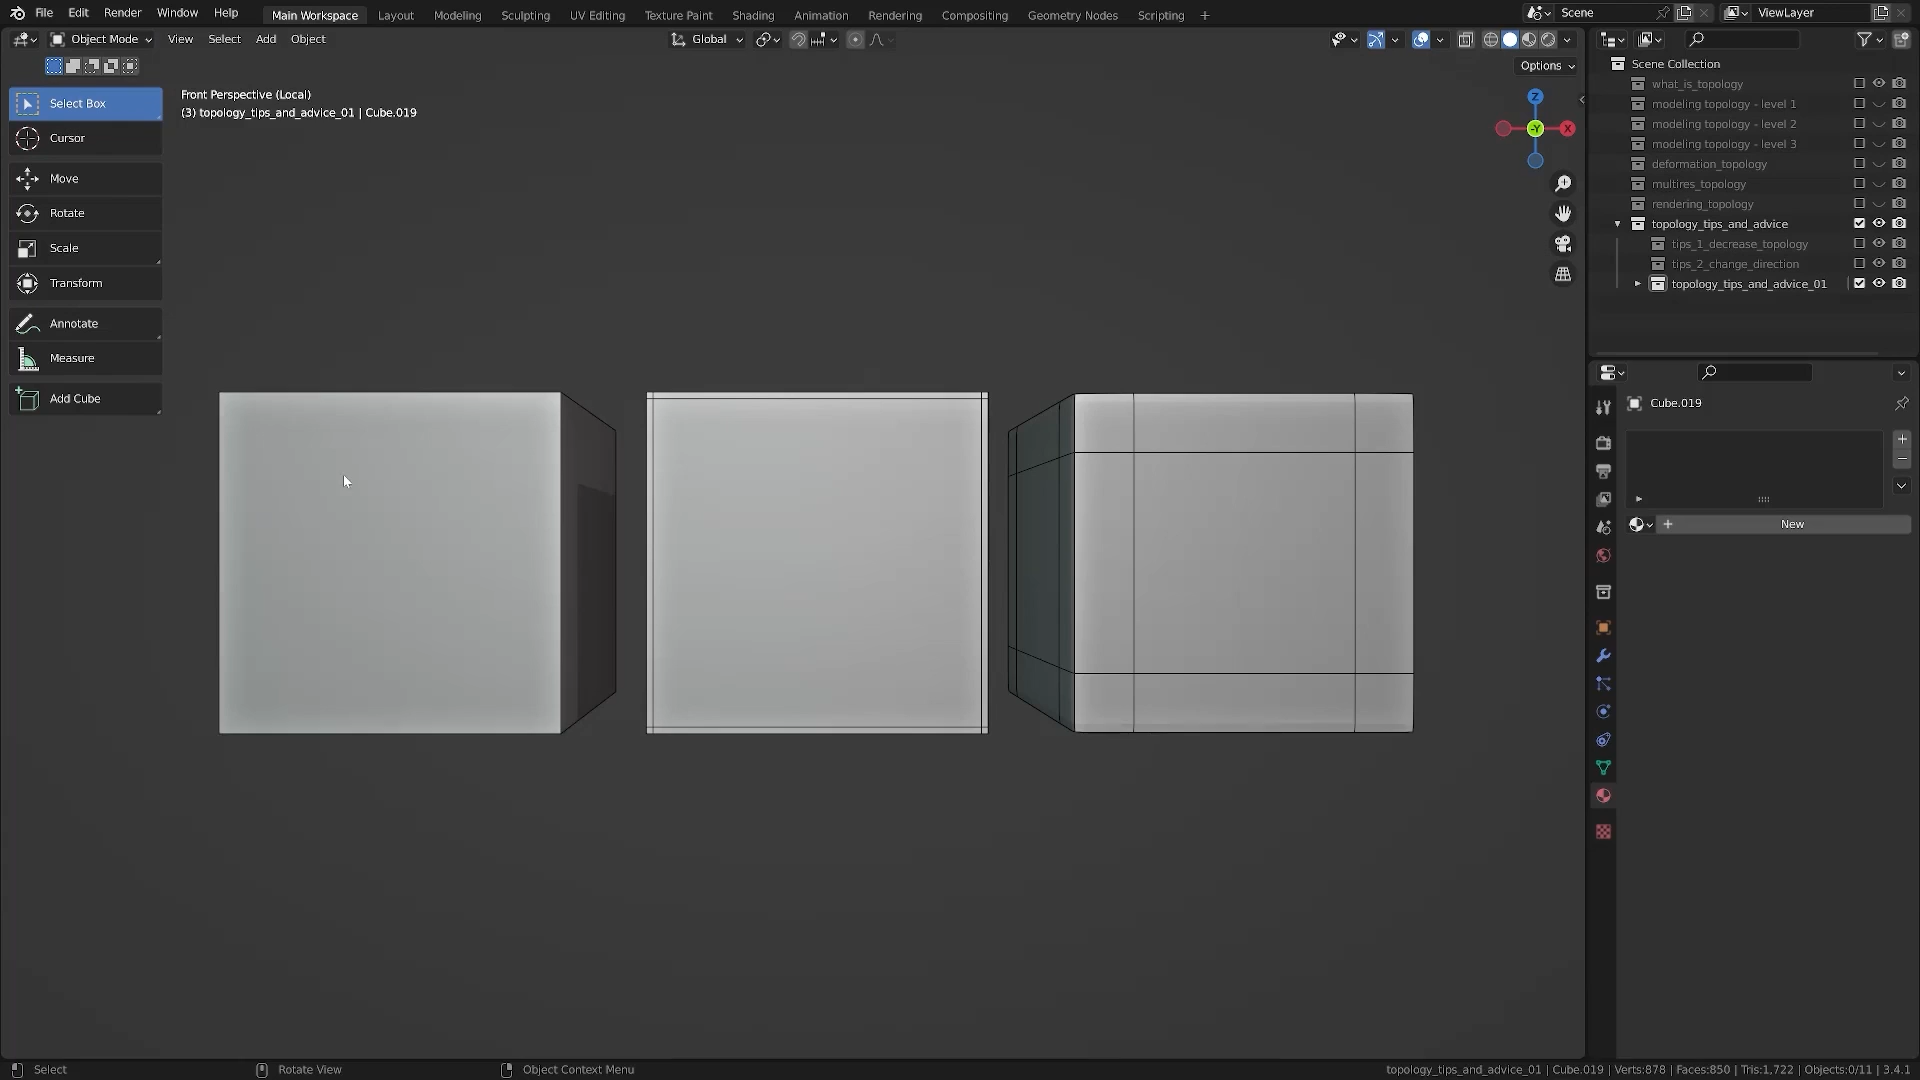 File Edit Render Window Help
Main Workspace Layout Modeling Sculpting UV Editing Texture Paint Shading Animation Rendering Compositing Geometry Nodes Scripting +
Scene
ViewLayer
Object Mode View Select Add Object
Global
Options
Select Box
Cursor
Move
Rotate
Scale
Transform
Annotate
Measure
Add Cube
Front Perspective (Local)
(3) topology_tips_and_advice_01 | Cube.019
Z
-Y
X
Scene Collection
what_is_topology
modeling topology - level 1
modeling topology - level 2
modeling topology - level 3
deformation_topology
multires_topology
rendering_topology
topology_tips_and_advice
tips_1_decrease_topology
tips_2_change_direction
topology_tips_and_advice_01
Cube.019
New
Select
Rotate View
Object Context Menu
topology_tips_and_advice_01 | Cube.019 | Verts:878 | Faces:850 | Tris:1,722 | Objects:0/11 | 3.4.1